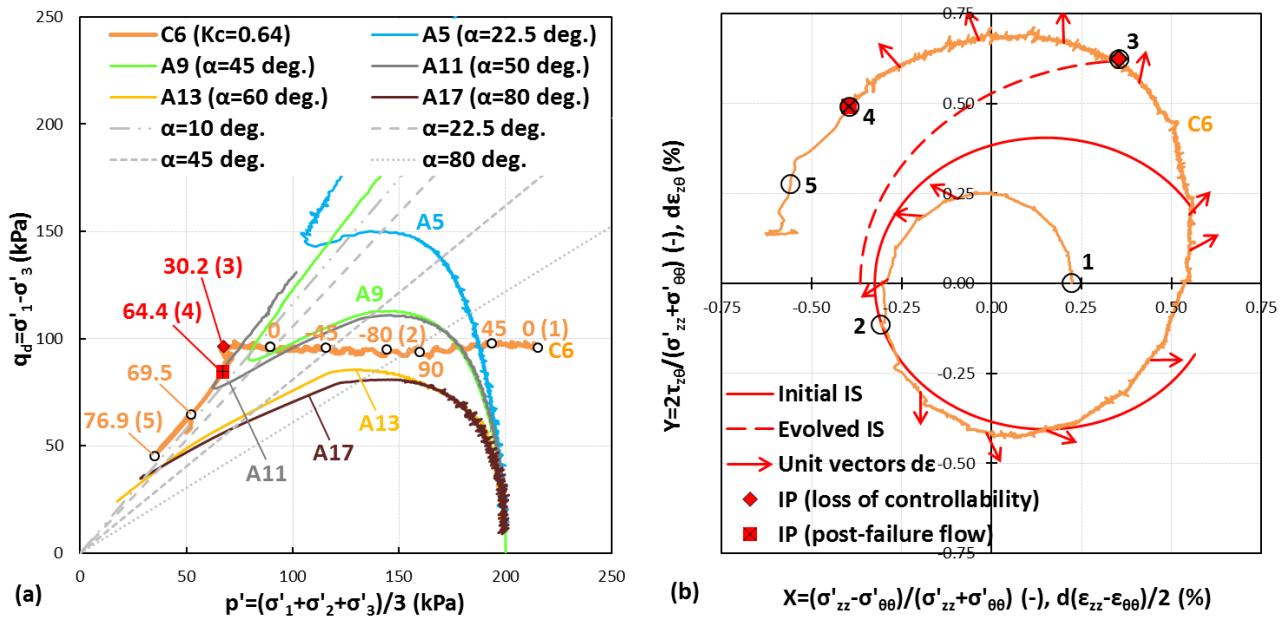 250
C6 (Kc=0.64)
A5 (α=22.5 deg.)
A9 (α=45 deg.)
A11 (α=50 deg.)
A13 (α=60 deg.)
A17 (α=80 deg.)
α=10 deg.
α=22.5 deg.
α=45 deg.
α=80 deg.
250
200
150
100
50
0
q_d=σ'_1-σ'_3 (kPa)
A5
30.2 (3)
64.4 (4)
A9
0
-45
-80 (2)
45
0 (1)
C6
90
69.5
76.9 (5)
A13
A17
A11
0
50
100
150
200
250
(a)
p'=(σ'_1+σ'_2+σ'_3)/3 (kPa)
0.75
3
0.50
4
C6
0.25
5
1
0.00
-0.75
-0.50
-0.25
0.00
0.25
0.50
0.75
2
-0.25
-0.50
-0.75
Y=2τ_zθ/(σ'_zz+σ'_θθ) (-), dε_zθ (%)
Initial IS
Evolved IS
Unit vectors dε
IP (loss of controllability)
IP (post-failure flow)
(b)
X=(σ'_zz-σ'_θθ)/(σ'_zz+σ'_θθ) (-), d(ε_zz-ε_θθ)/2 (%)